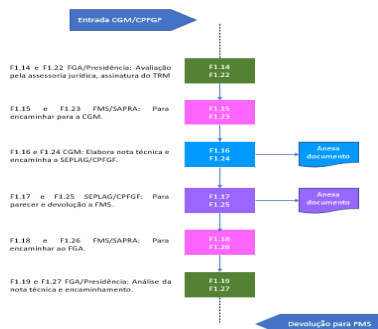 Entrada CGM/CPFGF
F1.14 e F1.22 FGA/Presidência: Avaliação
pela assessoria jurídica, assinatura do TRM
F1.14
F1.22
F1.15 e F1.23 FMS/SAPRA: Para
encaminhar para a CGM.
F1.15
F1.23
F1.16 e F1.24 CGM: Elabora nota técnica e
encaminha a SEPLAG/CPFGF.
F1.16
F1.24
Anexa
documento
F1.17 e F1.25 SEPLAG/CPFGF: Para
parecer e devolução a FMS.
F1.17
F1.25
Anexa
documento
F1.18 e F1.26 FMS/SAPRA: Para
encaminhar ao FGA.
F1.18
F1.26
F1.19 e F1.27 FGA/Presidência: Análise da
nota técnica e encaminhamento.
F1.19
F1.27
Devolução para FMS